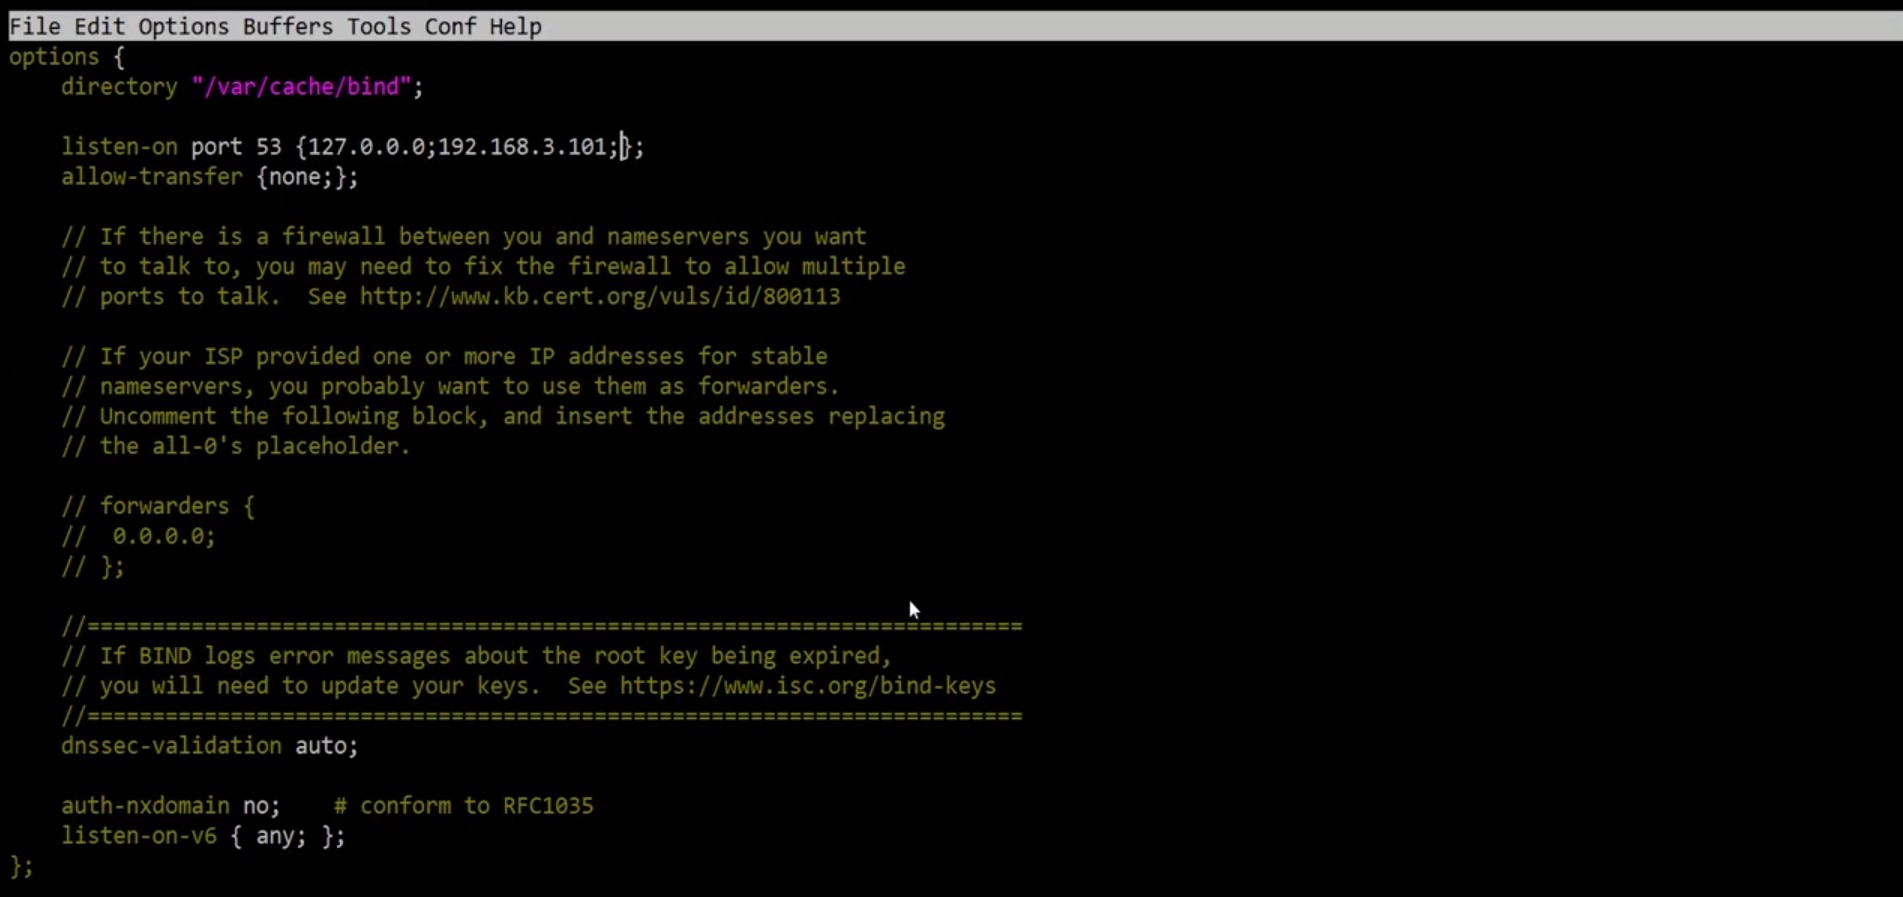 File Edit Options Buffers Tools Conf Help
options {
directory "/var/cache/bind";
listen-on port 53 {127.0.0.0;192.168.3.101;};
allow-transfer {none;};
// If there is a firewall between you and nameservers you want
// to talk to, you may need to fix the firewall to allow multiple
// ports to talk.  See http://www.kb.cert.org/vuls/id/800113
// If your ISP provided one or more IP addresses for stable
// nameservers, you probably want to use them as forwarders.
// Uncomment the following block, and insert the addresses replacing
// the all-0's placeholder.
// forwarders {
//  0.0.0.0;
// };
//========================================================================
// If BIND logs error messages about the root key being expired,
// you will need to update your keys.  See https://www.isc.org/bind-keys
//========================================================================
dnssec-validation auto;
auth-nxdomain no;    # conform to RFC1035
listen-on-v6 { any; };
};